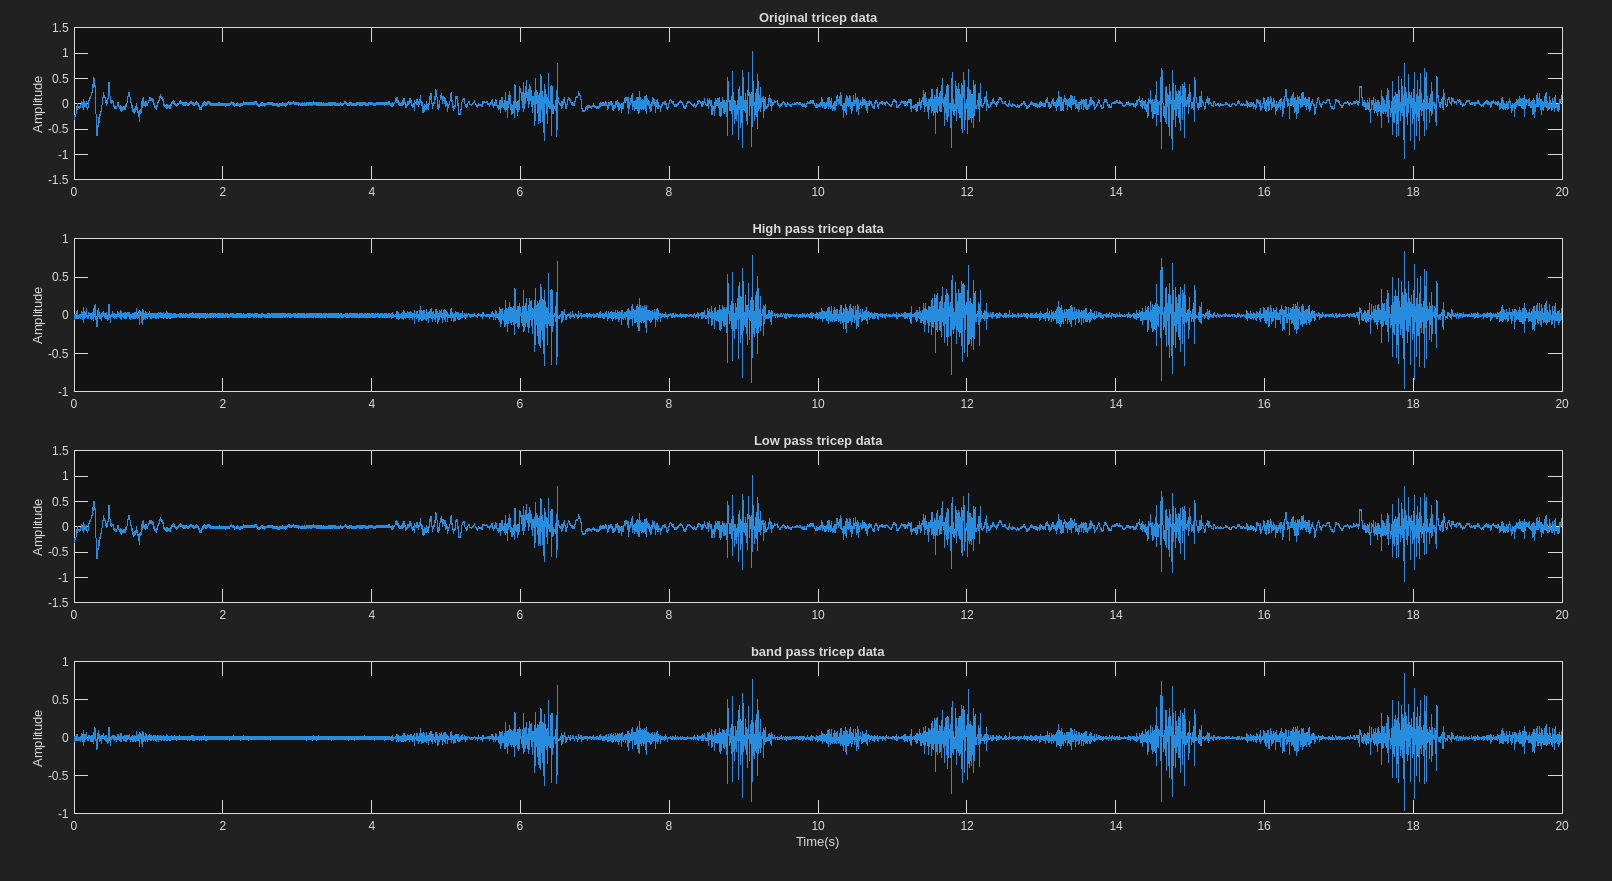 Original tricep data
1.5
1
0.5
0
-0.5
-1
-1.5
Amplitude
0 2 4 6 8 10 12 14 16 18 20
High pass tricep data
1
0.5
0
-0.5
-1
Amplitude
0 2 4 6 8 10 12 14 16 18 20
Low pass tricep data
1.5
1
0.5
0
-0.5
-1
-1.5
Amplitude
0 2 4 6 8 10 12 14 16 18 20
band pass tricep data
1
0.5
0
-0.5
-1
Amplitude
0 2 4 6 8 10 12 14 16 18 20
Time(s)